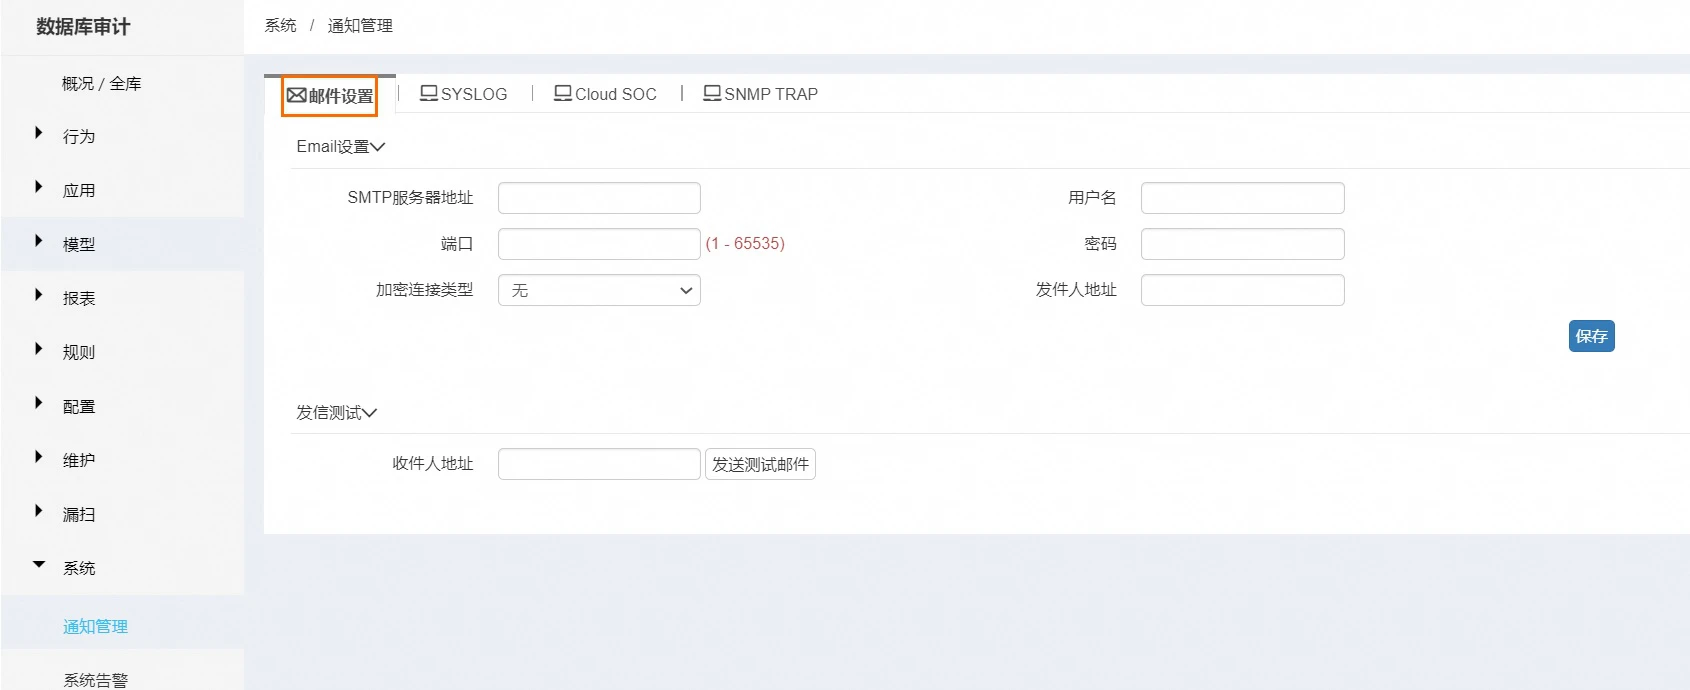 数据库审计
概况 / 全库
行为
应用
模型
报表
规则
配置
维护
漏扫
系统
通知管理
系统告警
系统 / 通知管理
邮件设置 | SYSLOG | Cloud SOC | SNMP TRAP
Email设置
SMTP服务器地址 用户名
端口 (1 - 65535) 密码
加密连接类型 无 发件人地址
保存
发信测试
收件人地址 发送测试邮件